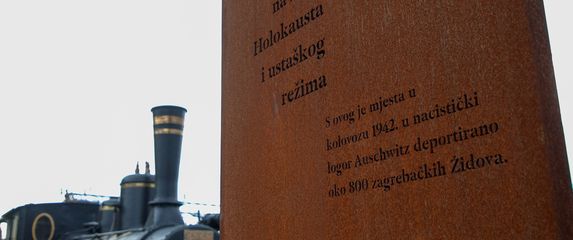 Holokausta
i ustaškog
režima
S ovog je mjesta u
kolovozu 1942. u nacistički
logor Auschwitz deportirano
oko 800 zagrebačkih Židova.